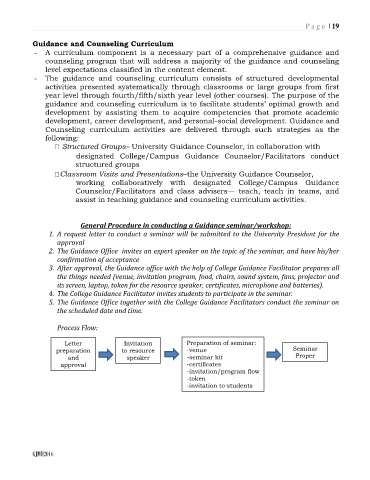 P a g e | 19
Guidance and Counseling Curriculum
- A curriculum component is a necessary part of a comprehensive guidance and
counseling program that will address a majority of the guidance and counseling
level expectations classified in the content element.
- The guidance and counseling curriculum consists of structured developmental
activities presented systematically through classrooms or large groups from first
year level through fourth/fifth/sixth year level (other courses). The purpose of the
guidance and counseling curriculum is to facilitate students' optimal growth and
development by assisting them to acquire competencies that promote academic
development, career development, and personal-social development. Guidance and
Counseling curriculum activities are delivered through such strategies as the
following:
□ Structured Groups– University Guidance Counselor, in collaboration with
designated College/Campus Guidance Counselor/Facilitators conduct
structured groups
□Classroom Visits and Presentations–the University Guidance Counselor,
working collaboratively with designated College/Campus Guidance
Counselor/Facilitators and class advisers— teach, teach in teams, and
assist in teaching guidance and counseling curriculum activities.
General Procedure in conducting a Guidance seminar/workshop:
1. A request letter to conduct a seminar will be submitted to the University President for the
approval
2. The Guidance Office invites an expert speaker on the topic of the seminar, and have his/her
confirmation of acceptance
3. After approval, the Guidance office with the help of College Guidance Facilitator prepares all
the things needed (venue, invitation program, food, chairs, sound system, fans, projector and
its screen, laptop, token for the resource speaker, certificates, microphone and batteries).
4. The College Guidance Facilitator invites students to participate in the seminar.
5. The Guidance Office together with the College Guidance Facilitators conduct the seminar on
the scheduled date and time.
Process Flow:
Letter
preparation
and
approval
Invitation
to resource
speaker
Preparation of seminar:
-venue
-seminar kit
-certificates
-invitation/program flow
-token
-invitation to students
Seminar
Proper